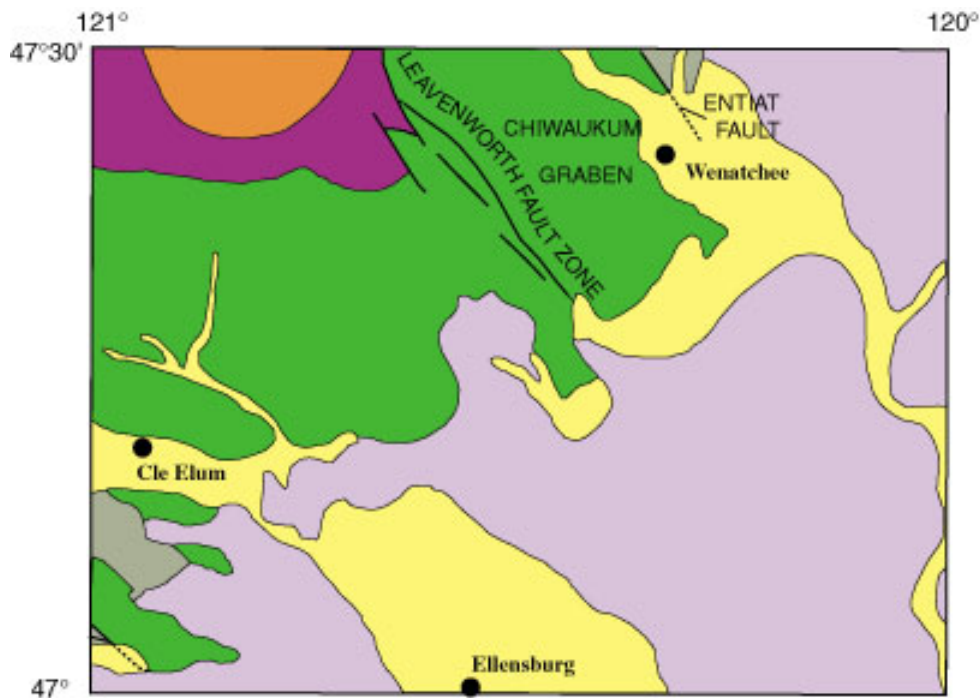 121°
120°
47°30'
LEAVENWORTH FAULT ZONE
CHIWAUKUM
GRABEN
ENTIAT
FAULT
Wenatchee
Cle Elum
Ellensburg
47°